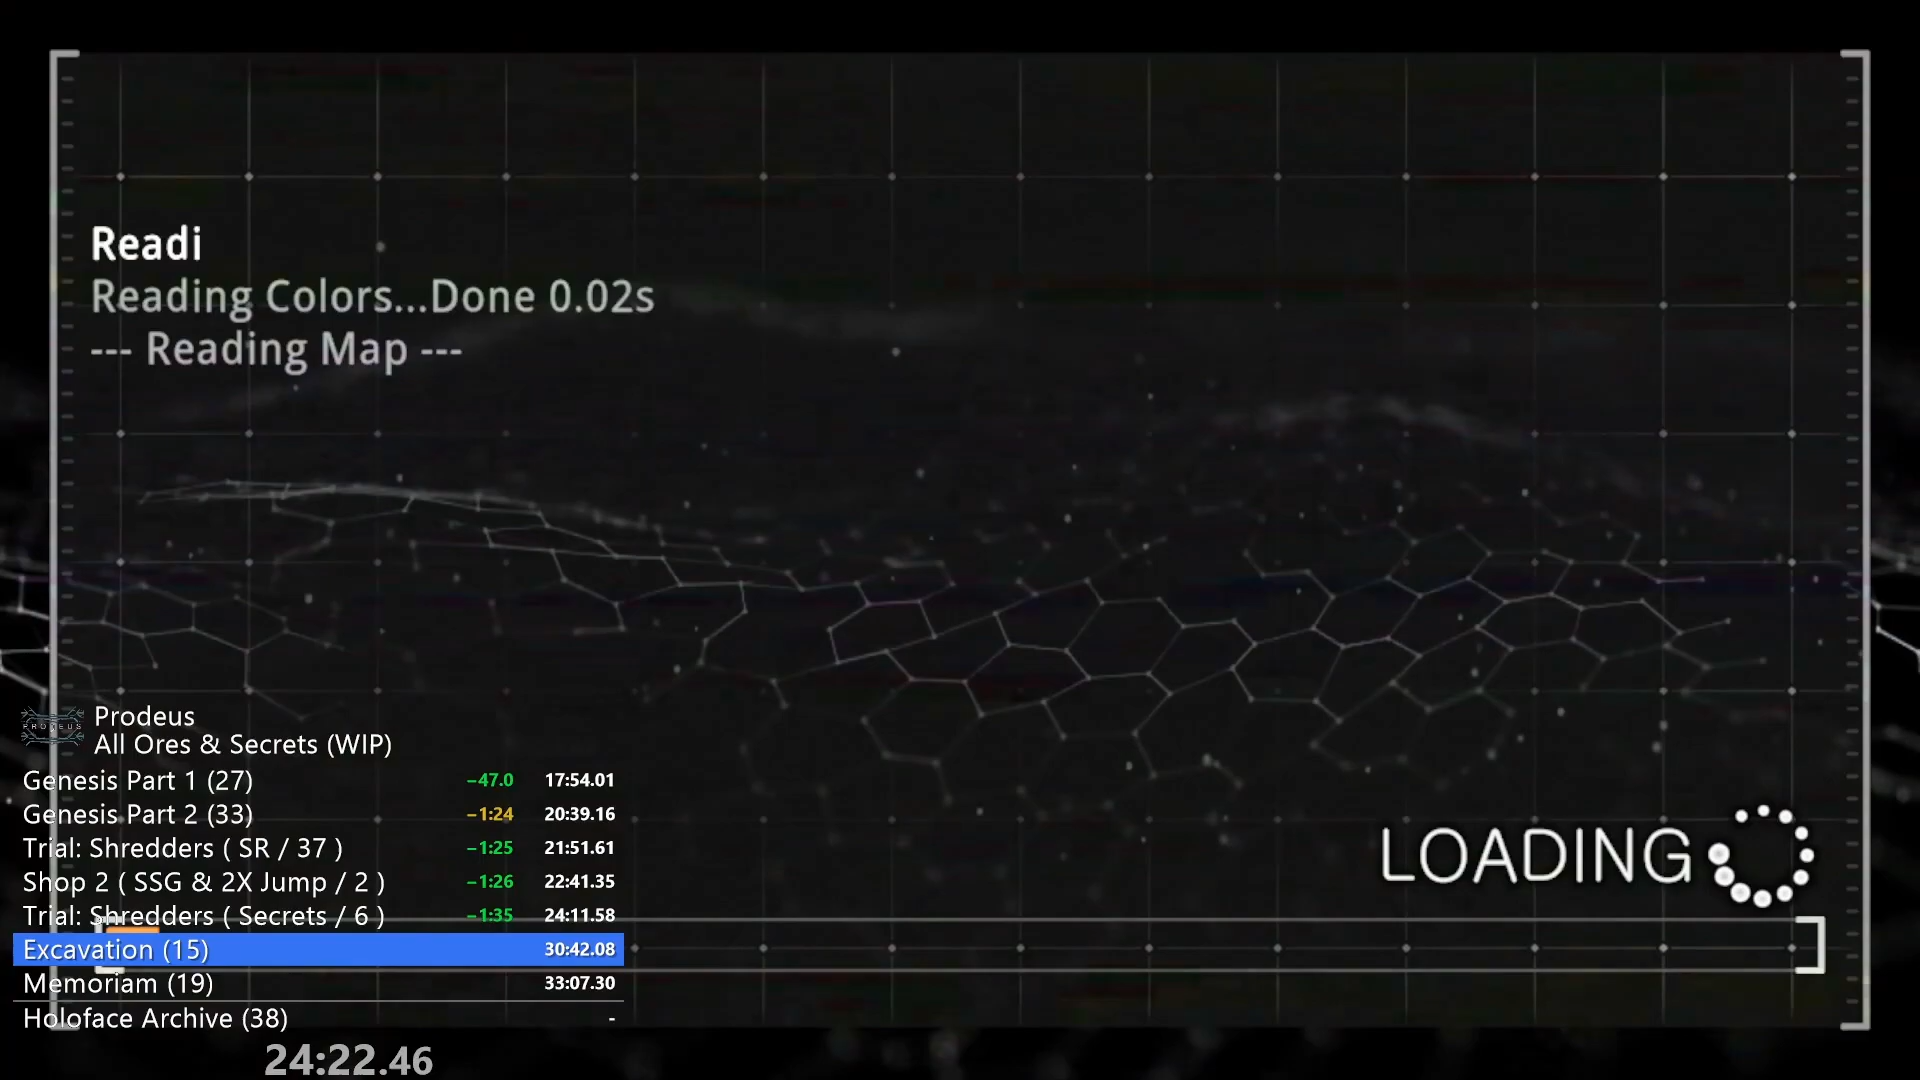 Readi
Reading Colors...Done 0.02s
--- Reading Map ---
PRODEUS
Prodeus
All Ores & Secrets (WIP)
Genesis Part 1 (27) −47.0 17:54.01
Genesis Part 2 (33) −1:24 20:39.16
Trial: Shredders ( SR / 37 ) −1:25 21:51.61
Shop 2 ( SSG & 2X Jump / 2 ) −1:26 22:41.35
Trial: Shredders ( Secrets / 6 ) −1:35 24:11.58
Excavation (15) 30:42.08
Memoriam (19) 33:07.30
Holoface Archive (38) -
24:22.46
LOADING